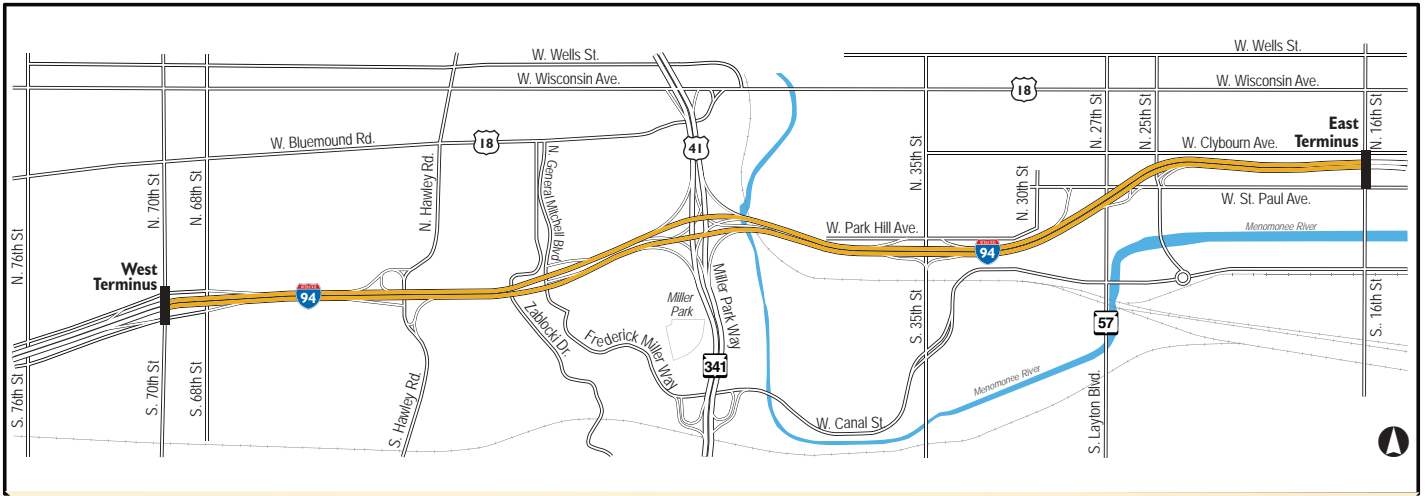 W. Wells St.
W. Wells St.
W. Wisconsin Ave.
W. Wisconsin Ave.
18
N. 27th St
N. 25th St
N. 16th St
East
Terminus
W. Bluemound Rd.
18
41
W. Clybourn Ave.
N. 35th St
N. General Mitchell Blvd
N. Hawley Rd.
N. 70th St
N. 68th St
N. 30th St
W. St. Paul Ave.
W. Park Hill Ave.
Menomonee River
94
N. 76th St
West
Terminus
INTERSTATE
94
Miller
Park
Miller Park Way
Zablocki Dr.
Frederick Miller Way
S. 35th St
57
S.. 16th St
341
S. 76th St
S. 70th St
S. 68th St
S. Hawley Rd.
Menomonee River
W. Canal St
S. Layton Blvd.